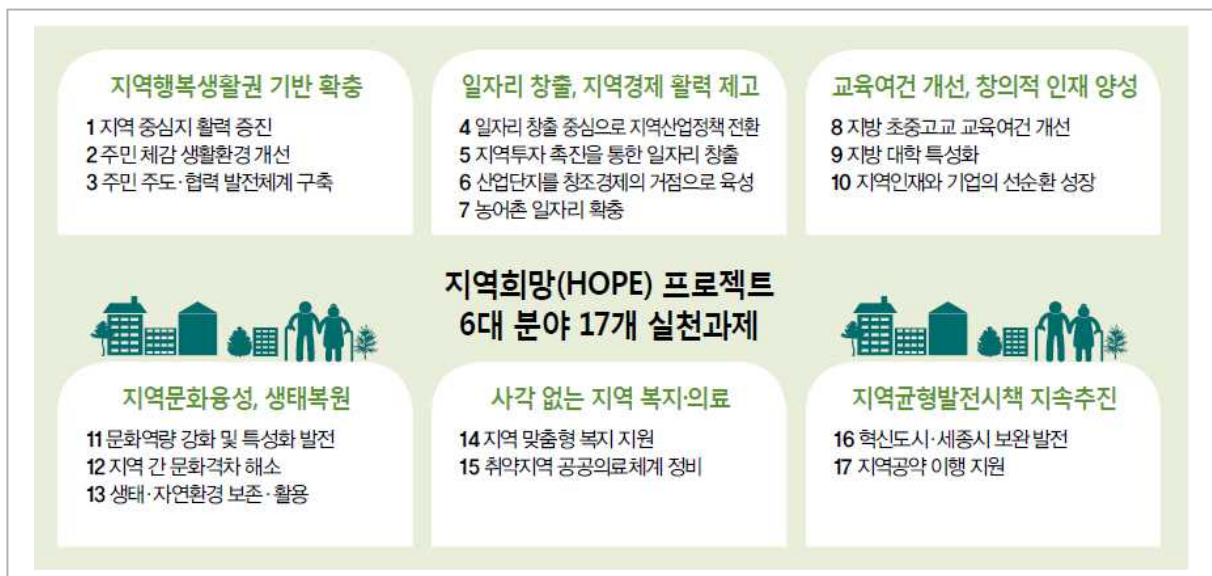 지역행복생활권 기반 확충
1 지역 중심지 활력 증진
2 주민 체감 생활환경 개선
3 주민 주도·협력 발전체계 구축
일자리 창출, 지역경제 활력 제고
4 일자리 창출 중심으로 지역산업정책 전환
5 지역투자 촉진을 통한 일자리 창출
6 산업단지를 창조경제의 거점으로 육성
7 농어촌 일자리 확충
교육여건 개선, 창의적 인재 양성
8 지방 초중고교 교육여건 개선
9 지방 대학 특성화
10 지역인재와 기업의 선순환 성장
지역희망(HOPE) 프로젝트
6대 분야 17개 실천과제
지역문화융성, 생태복원
11 문화역량 강화 및 특성화 발전
12 지역 간 문화격차 해소
13 생태·자연환경 보존·활용
사각 없는 지역 복지·의료
14 지역 맞춤형 복지 지원
15 취약지역 공공의료체계 정비
지역균형발전시책 지속추진
16 혁신도시·세종시 보완 발전
17 지역공약 이행 지원